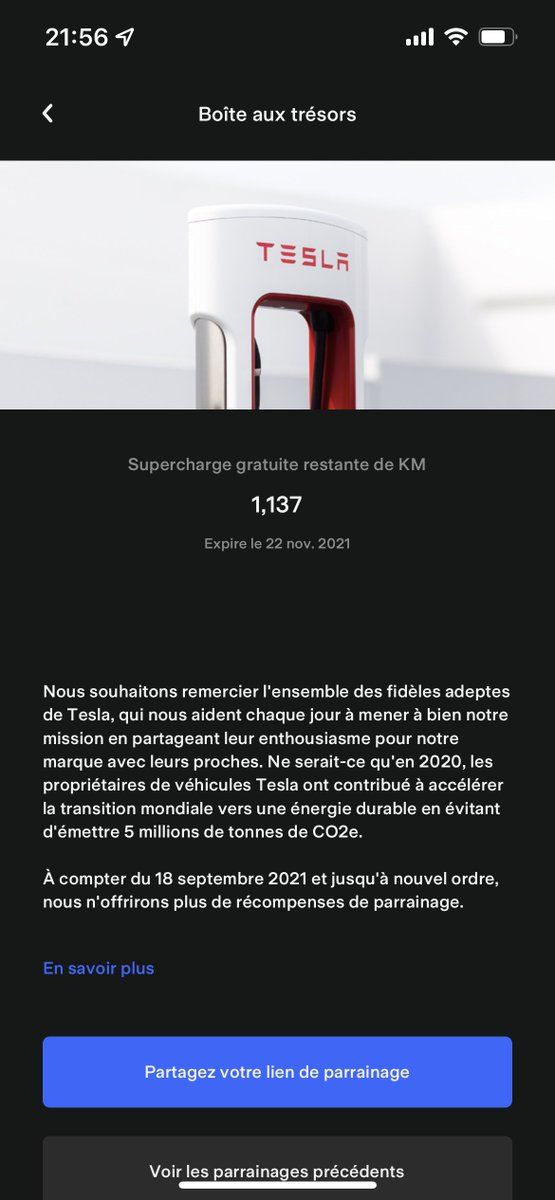 21:56
Boîte aux trésors
TESLA
Supercharge gratuite restante de KM
1,137
Expire le 22 nov. 2021
Nous souhaitons remercier l'ensemble des fidèles adeptes
de Tesla, qui nous aident chaque jour à mener à bien notre
mission en partageant leur enthousiasme pour notre
marque avec leurs proches. Ne serait-ce qu'en 2020, les
propriétaires de véhicules Tesla ont contribué à accélérer
la transition mondiale vers une énergie durable en évitant
d'émettre 5 millions de tonnes de CO2e.
À compter du 18 septembre 2021 et jusqu'à nouvel ordre,
nous n'offrirons plus de récompenses de parrainage.
En savoir plus
Partagez votre lien de parrainage
Voir les parrainages précédents